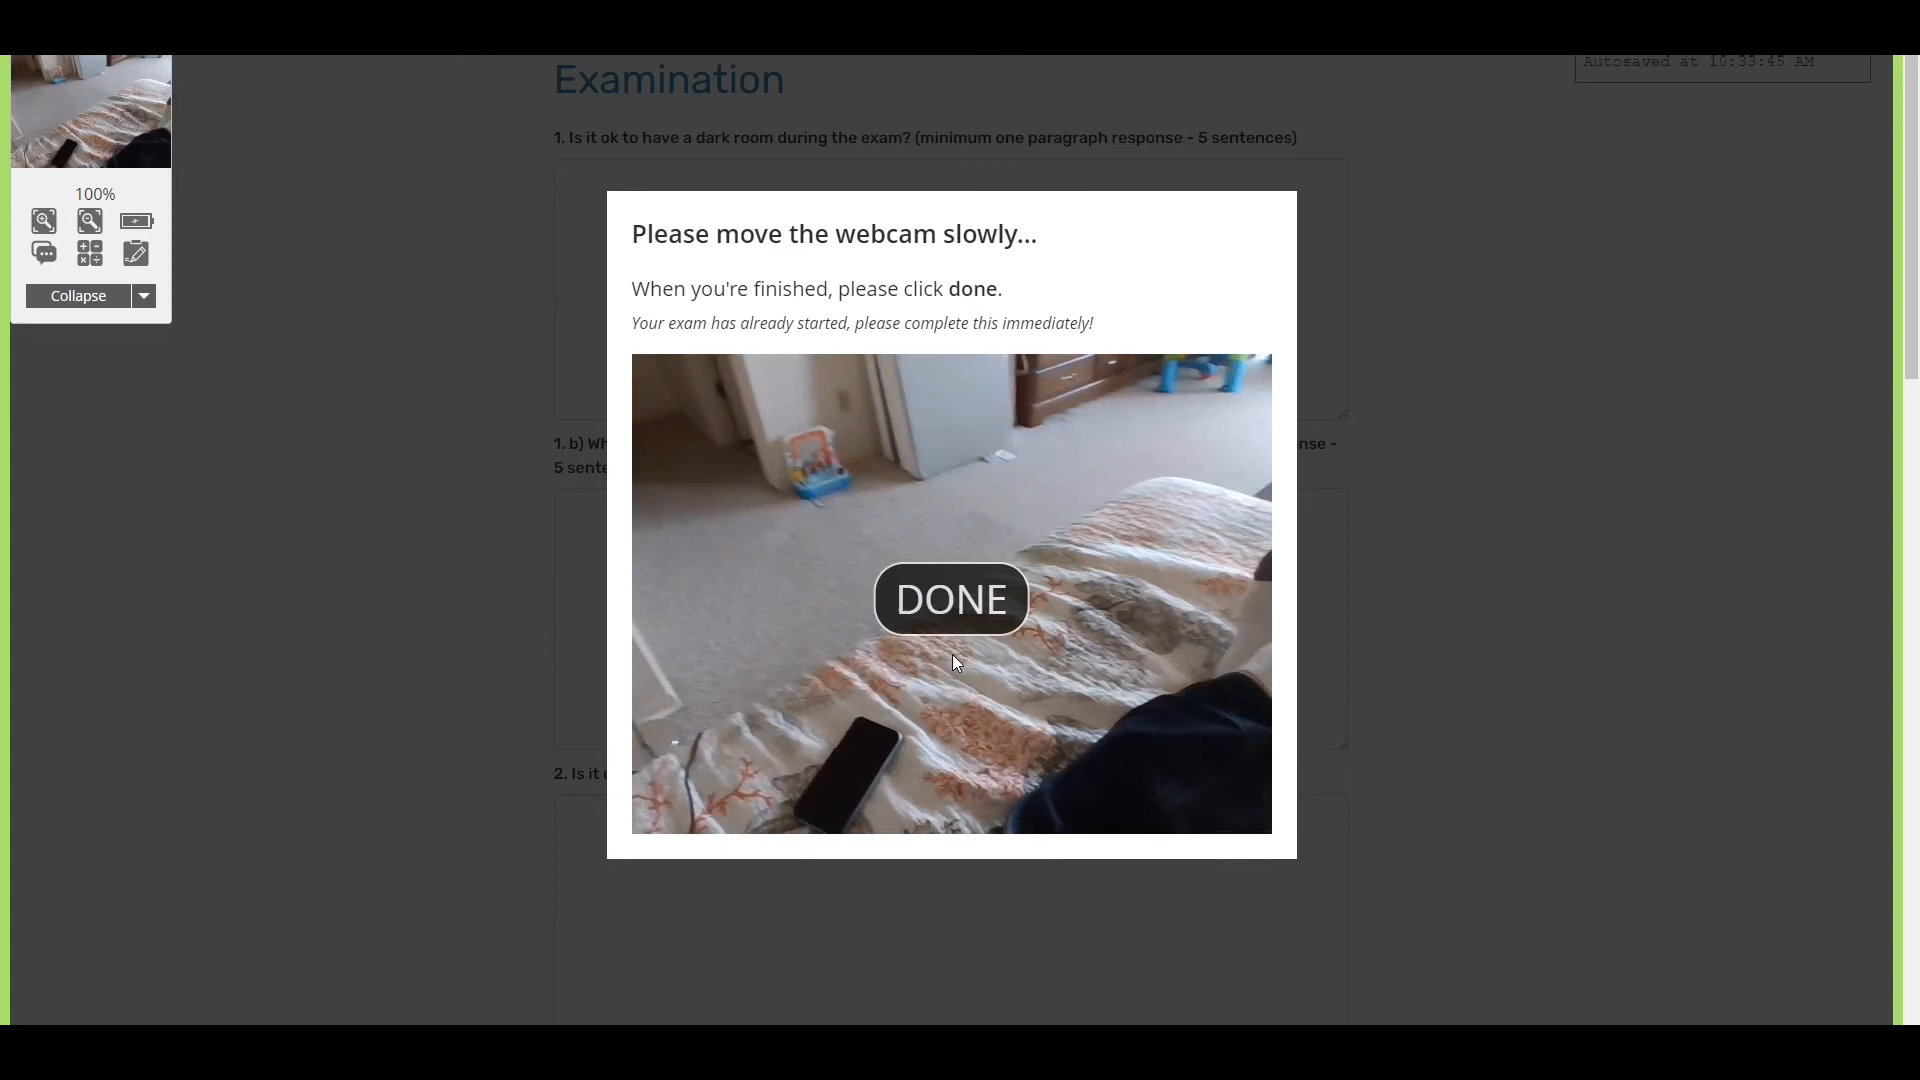 Autosaved at 10:33:45 AM
Examination
1. Is it ok to have a dark room during the exam? (minimum one paragraph response - 5 sentences)
100%
Collapse
Please move the webcam slowly...
When you're finished, please click done.
Your exam has already started, please complete this immediately!
1. b) Wh
nse -
5 sente
DONE
2. Is it